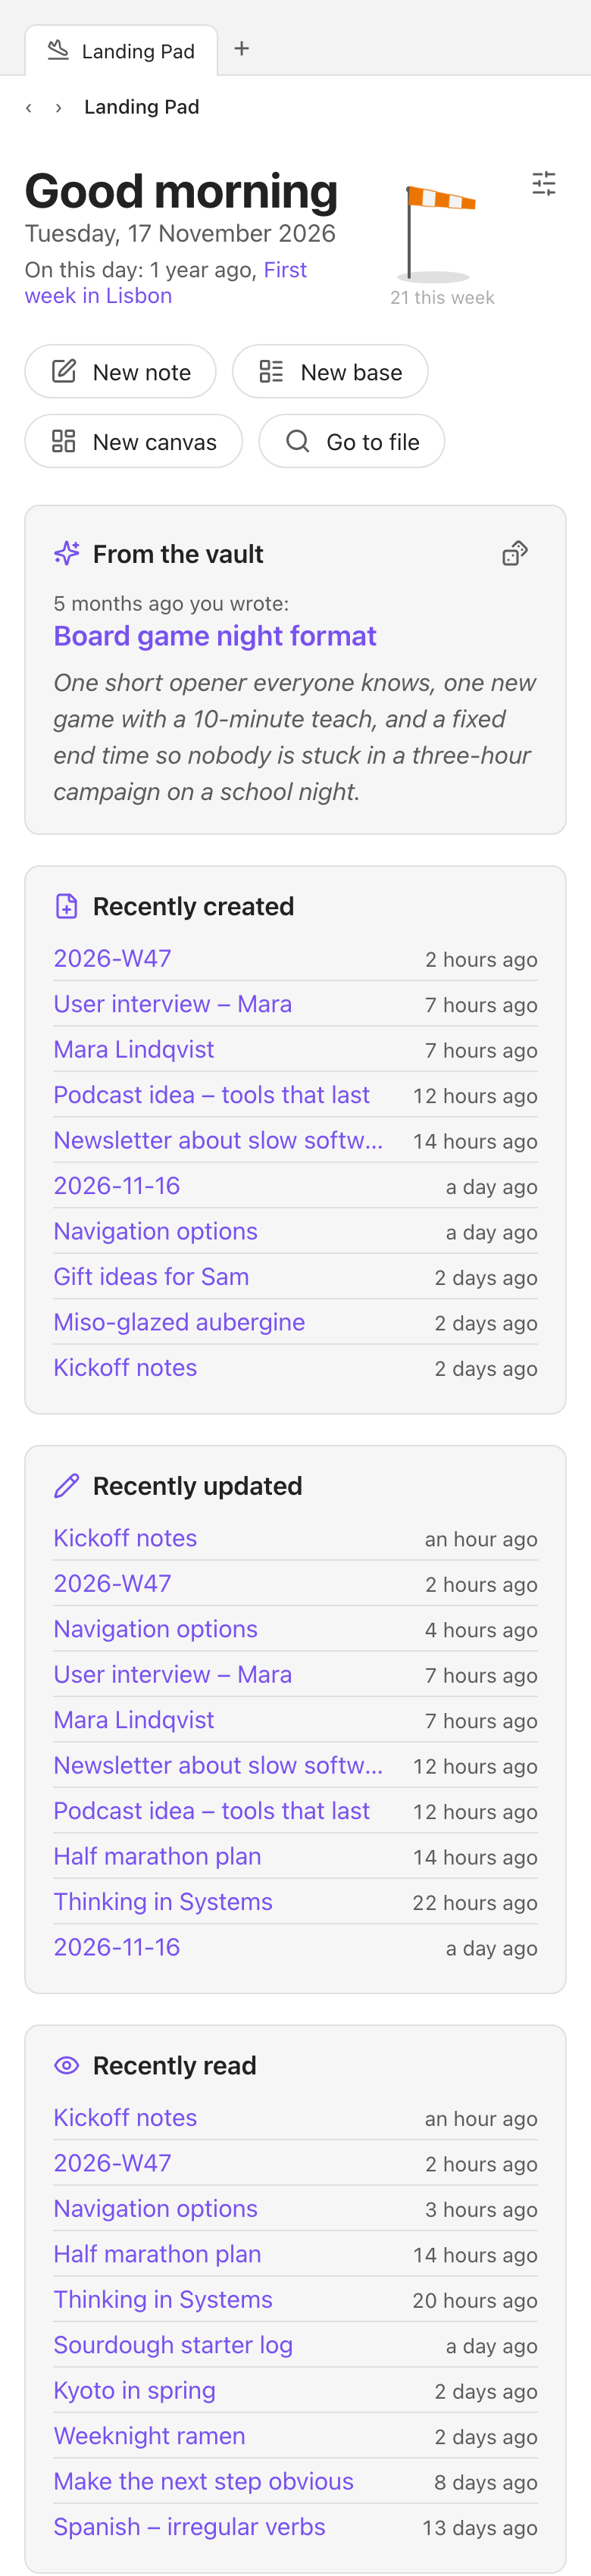 Landing Pad
Landing Pad
Good morning
Tuesday, 17 November 2026
On this day: 1 year ago, First
week in Lisbon
21 this week
New note
New base
New canvas
Go to file
From the vault
5 months ago you wrote:
Board game night format
One short opener everyone knows, one new
game with a 10-minute teach, and a fixed
end time so nobody is stuck in a three-hour
campaign on a school night.
Recently created
2026-W47 2 hours ago
User interview – Mara 7 hours ago
Mara Lindqvist 7 hours ago
Podcast idea – tools that last 12 hours ago
Newsletter about slow softw... 14 hours ago
2026-11-16 a day ago
Navigation options a day ago
Gift ideas for Sam 2 days ago
Miso-glazed aubergine 2 days ago
Kickoff notes 2 days ago
Recently updated
Kickoff notes an hour ago
2026-W47 2 hours ago
Navigation options 4 hours ago
User interview – Mara 7 hours ago
Mara Lindqvist 7 hours ago
Newsletter about slow softw... 12 hours ago
Podcast idea – tools that last 12 hours ago
Half marathon plan 14 hours ago
Thinking in Systems 22 hours ago
2026-11-16 a day ago
Recently read
Kickoff notes an hour ago
2026-W47 2 hours ago
Navigation options 3 hours ago
Half marathon plan 14 hours ago
Thinking in Systems 20 hours ago
Sourdough starter log a day ago
Kyoto in spring 2 days ago
Weeknight ramen 2 days ago
Make the next step obvious 8 days ago
Spanish – irregular verbs 13 days ago